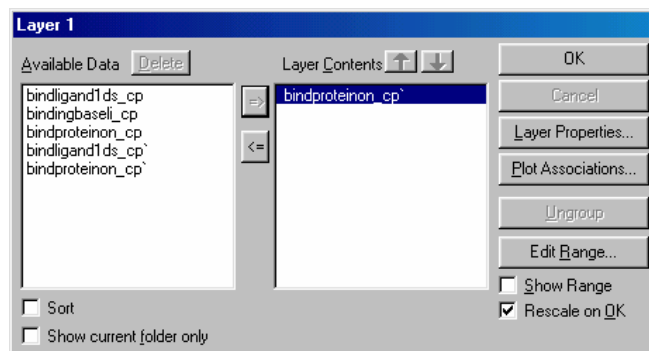 Layer 1
Available Data Delete Layer Contents OK
bindligand1ds_cp
bindingbaseli_cp
bindproteinon_cp
bindligand1ds_cp`
bindproteinon_cp`
=>
<=
bindproteinon_cp`
Cancel
Layer Properties...
Plot Associations...
Ungroup
Edit Range...
Show Range
Rescale on OK
Sort
Show current folder only